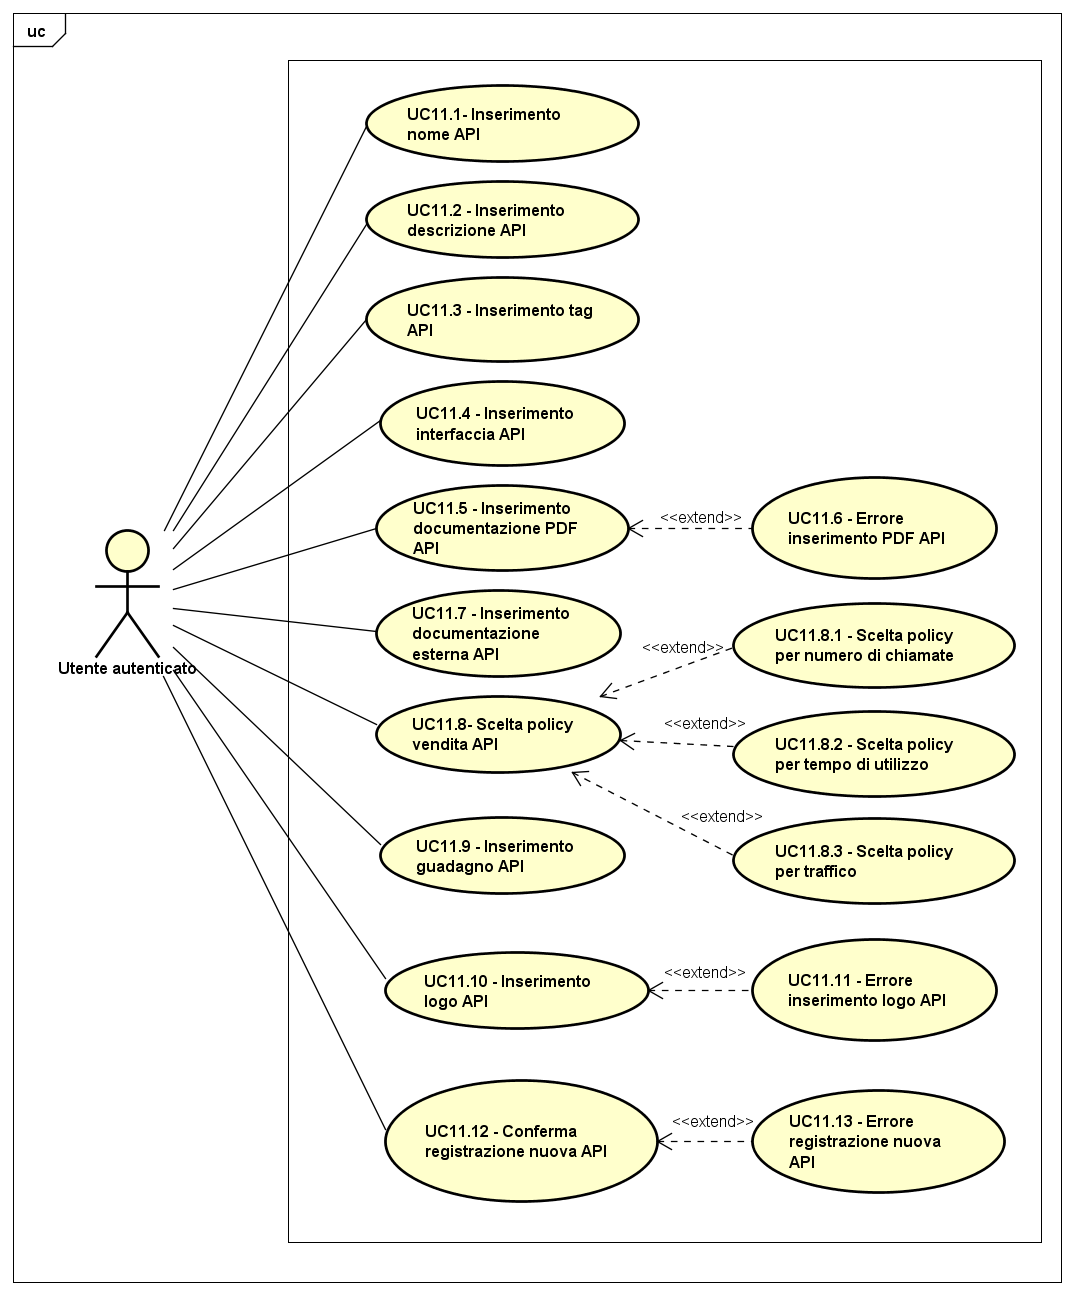 uc
UC11.1- Inserimento
nome API
UC11.2 - Inserimento
descrizione API
UC11.3 - Inserimento tag
API
UC11.4 - Inserimento
interfaccia API
UC11.5 - Inserimento
documentazione PDF
API
<<extend>>
UC11.6 - Errore
inserimento PDF API
UC11.7 - Inserimento
documentazione
esterna API
Utente autenticato
UC11.8- Scelta policy
vendita API
<<extend>>
UC11.8.1 - Scelta policy
per numero di chiamate
<<extend>>
UC11.8.2 - Scelta policy
per tempo di utilizzo
<<extend>>
UC11.8.3 - Scelta policy
per traffico
UC11.9 - Inserimento
guadagno API
UC11.10 - Inserimento
logo API
<<extend>>
UC11.11 - Errore
inserimento logo API
UC11.12 - Conferma
registrazione nuova API
<<extend>>
UC11.13 - Errore
registrazione nuova
API